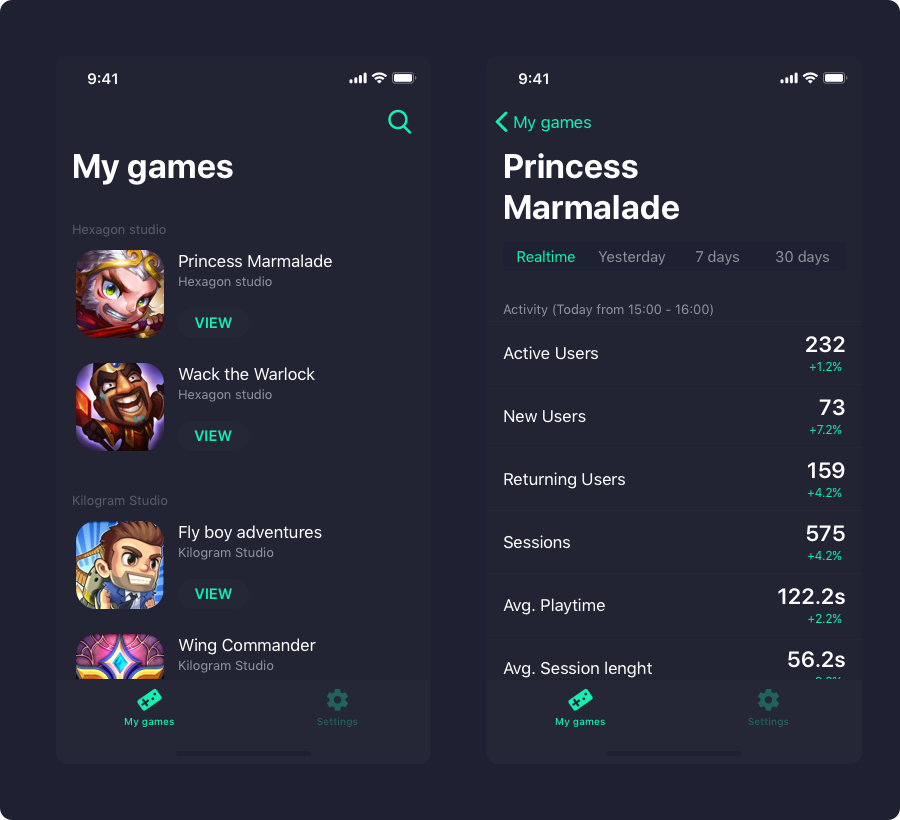 9:41
My games
Hexagon studio
Princess Marmalade
Hexagon studio
VIEW
Wack the Warlock
Hexagon studio
VIEW
Kilogram Studio
Fly boy adventures
Kilogram Studio
VIEW
Wing Commander
Kilogram Studio
My games
Settings
9:41
My games
Princess
Marmalade
Realtime Yesterday 7 days 30 days
Activity (Today from 15:00 - 16:00)
Active Users 232
+1.2%
New Users 73
+7.2%
Returning Users 159
+4.2%
Sessions 575
+4.2%
Avg. Playtime 122.2s
+2.2%
Avg. Session lenght 56.2s
My games
Settings